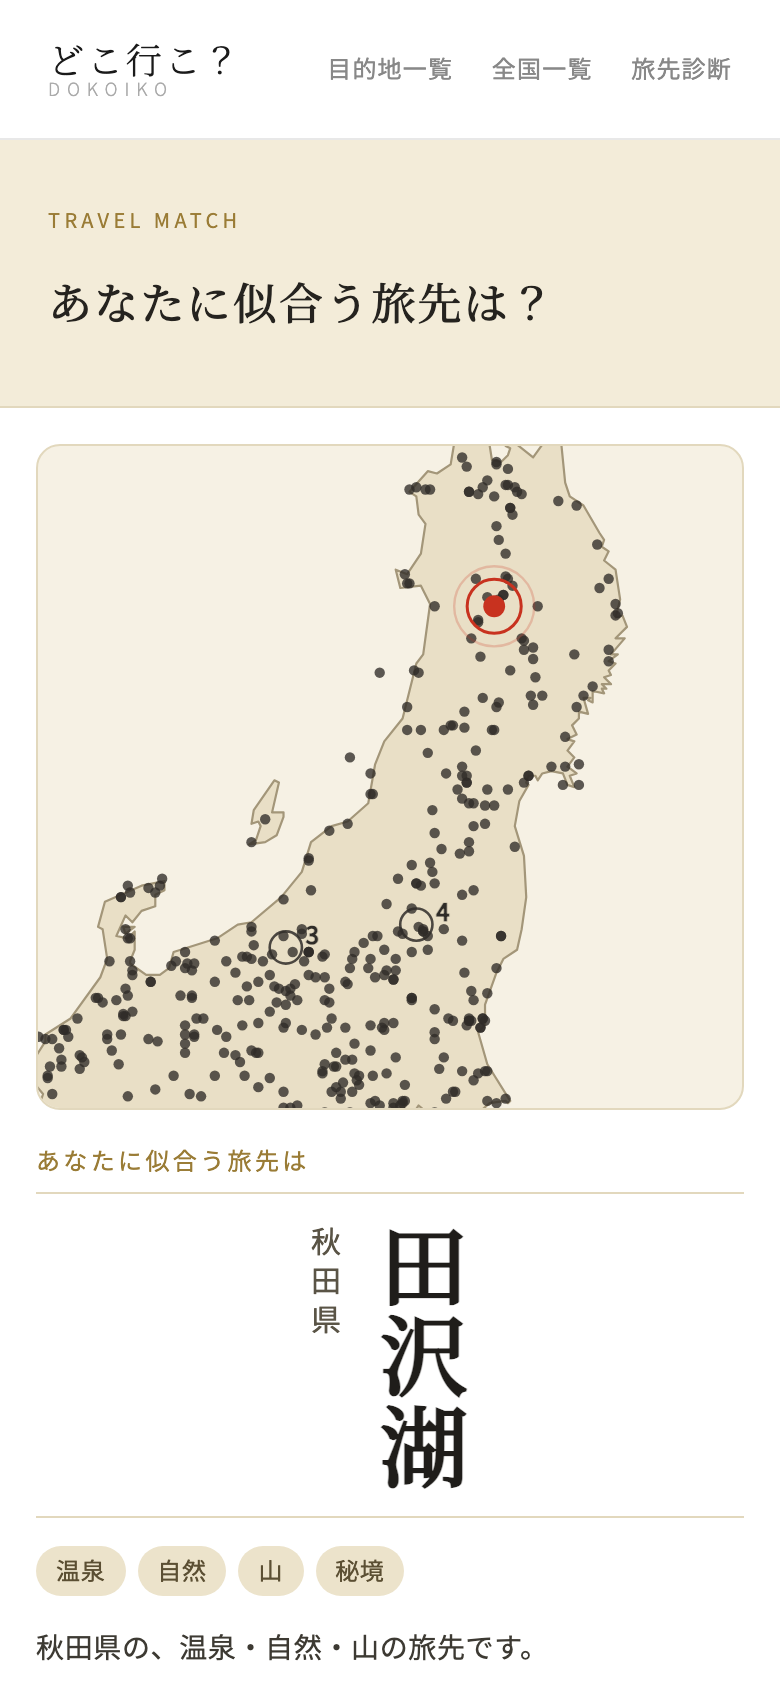 どこ行こ？
DOKOIKO
目的地一覧 全国一覧 旅先診断
TRAVEL MATCH
あなたに似合う旅先は？
4
3
あなたに似合う旅先は
田沢湖
秋田県
温泉 自然 山 秘境
秋田県の、温泉・自然・山の旅先です。